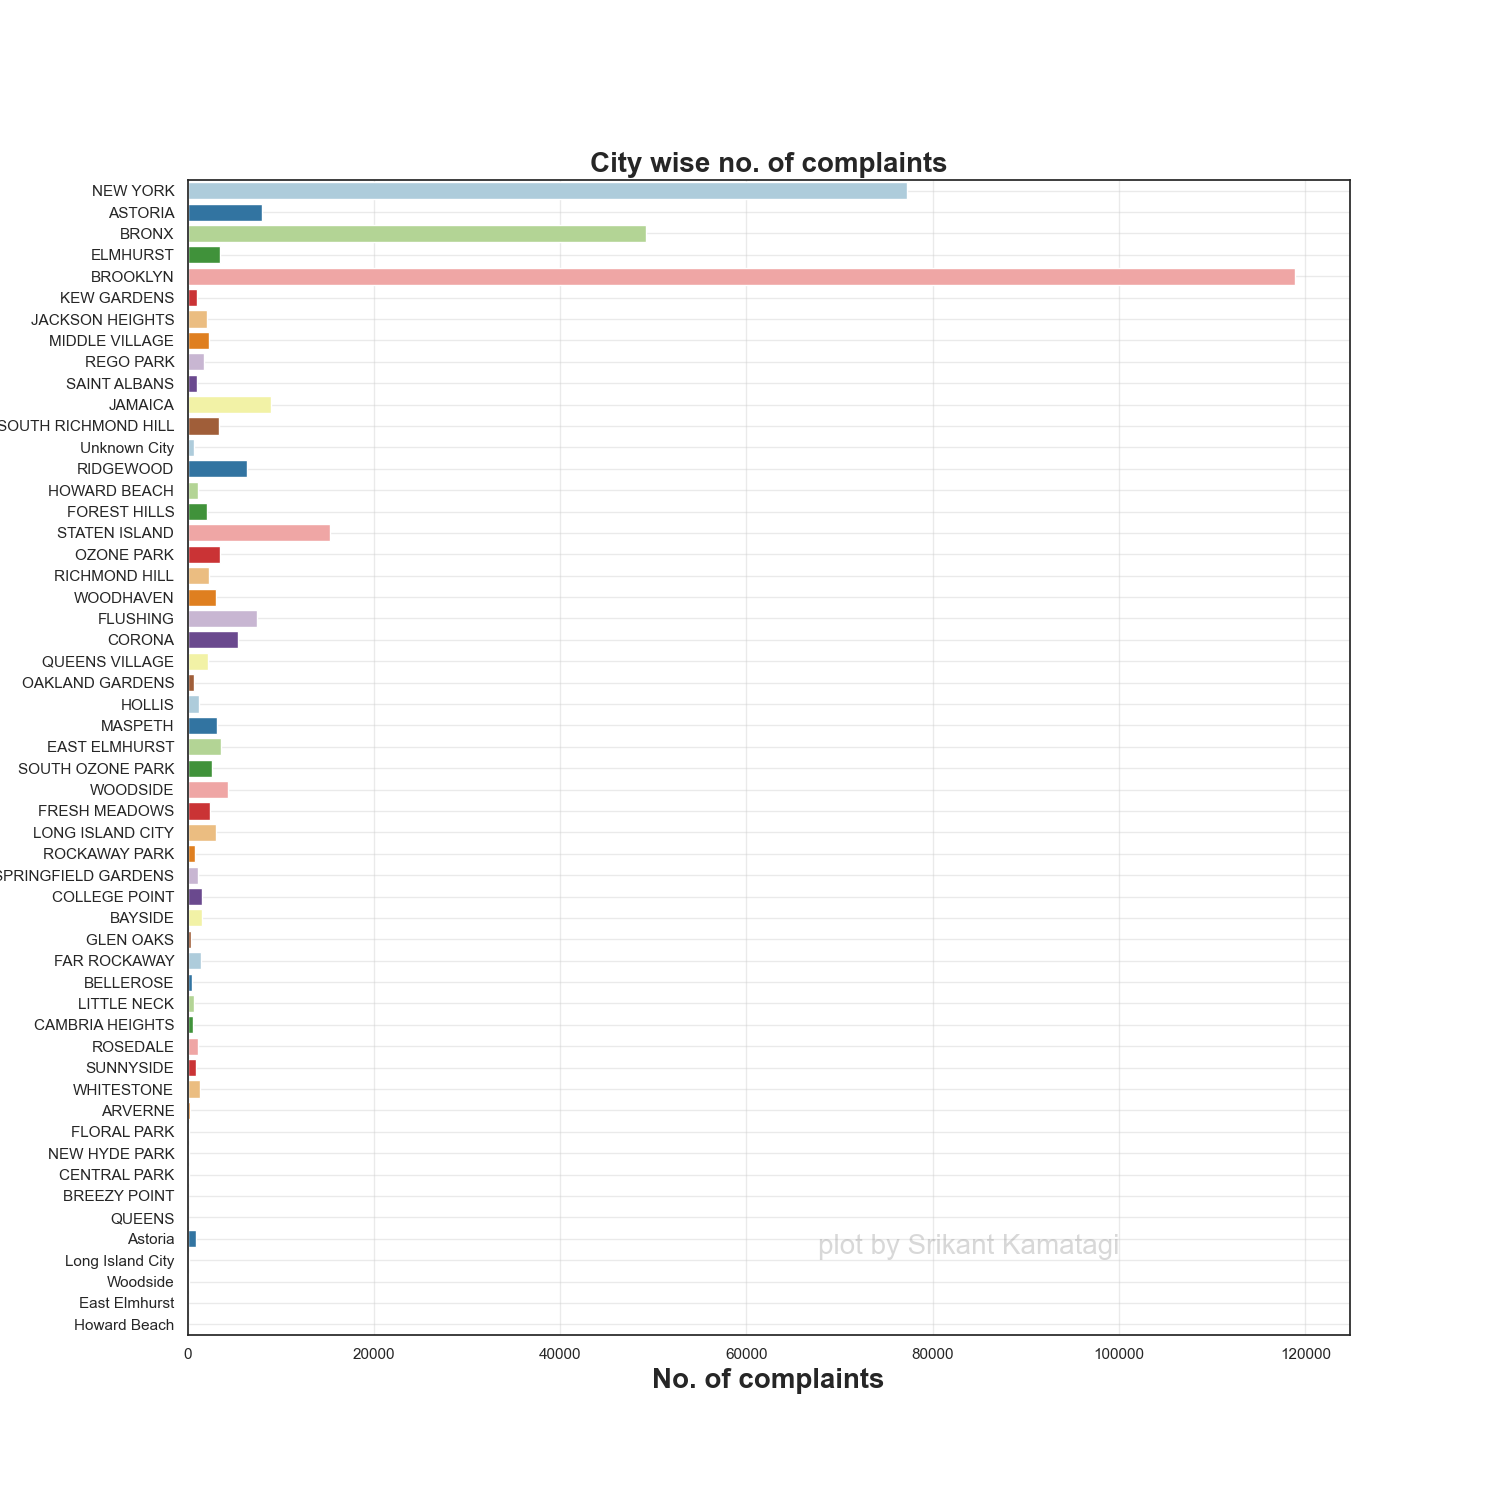 City wise no. of complaints
NEW YORK
ASTORIA
BRONX
ELMHURST
BROOKLYN
KEW GARDENS
JACKSON HEIGHTS
MIDDLE VILLAGE
REGO PARK
SAINT ALBANS
JAMAICA
SOUTH RICHMOND HILL
Unknown City
RIDGEWOOD
HOWARD BEACH
FOREST HILLS
STATEN ISLAND
OZONE PARK
RICHMOND HILL
WOODHAVEN
FLUSHING
CORONA
QUEENS VILLAGE
OAKLAND GARDENS
HOLLIS
MASPETH
EAST ELMHURST
SOUTH OZONE PARK
WOODSIDE
FRESH MEADOWS
LONG ISLAND CITY
ROCKAWAY PARK
SPRINGFIELD GARDENS
COLLEGE POINT
BAYSIDE
GLEN OAKS
FAR ROCKAWAY
BELLEROSE
LITTLE NECK
CAMBRIA HEIGHTS
ROSEDALE
SUNNYSIDE
WHITESTONE
ARVERNE
FLORAL PARK
NEW HYDE PARK
CENTRAL PARK
BREEZY POINT
QUEENS
Astoria
plot by Srikant Kamatagi
Long Island City
Woodside
East Elmhurst
Howard Beach
0 20000 40000 60000 80000 100000 120000
No. of complaints